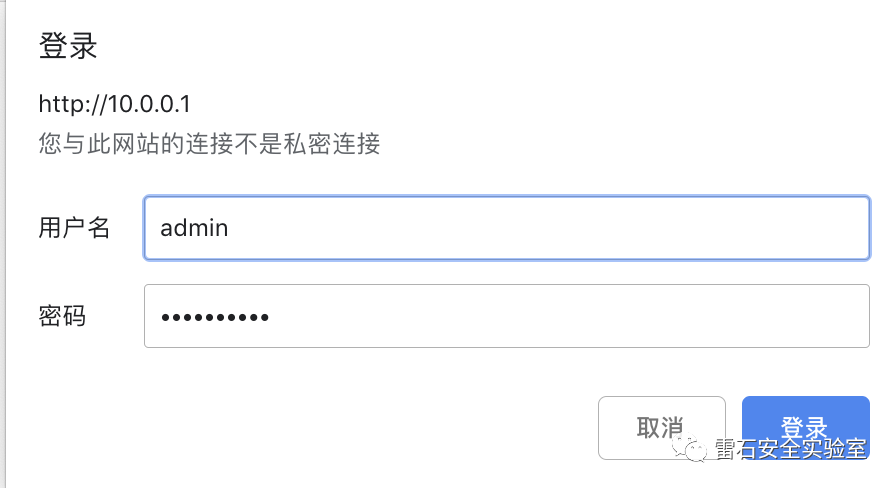 登录
http://10.0.0.1
您与此网站的连接不是私密连接
用户名 admin
密码 ••••••••••
取消 登录
雷石安全实验室